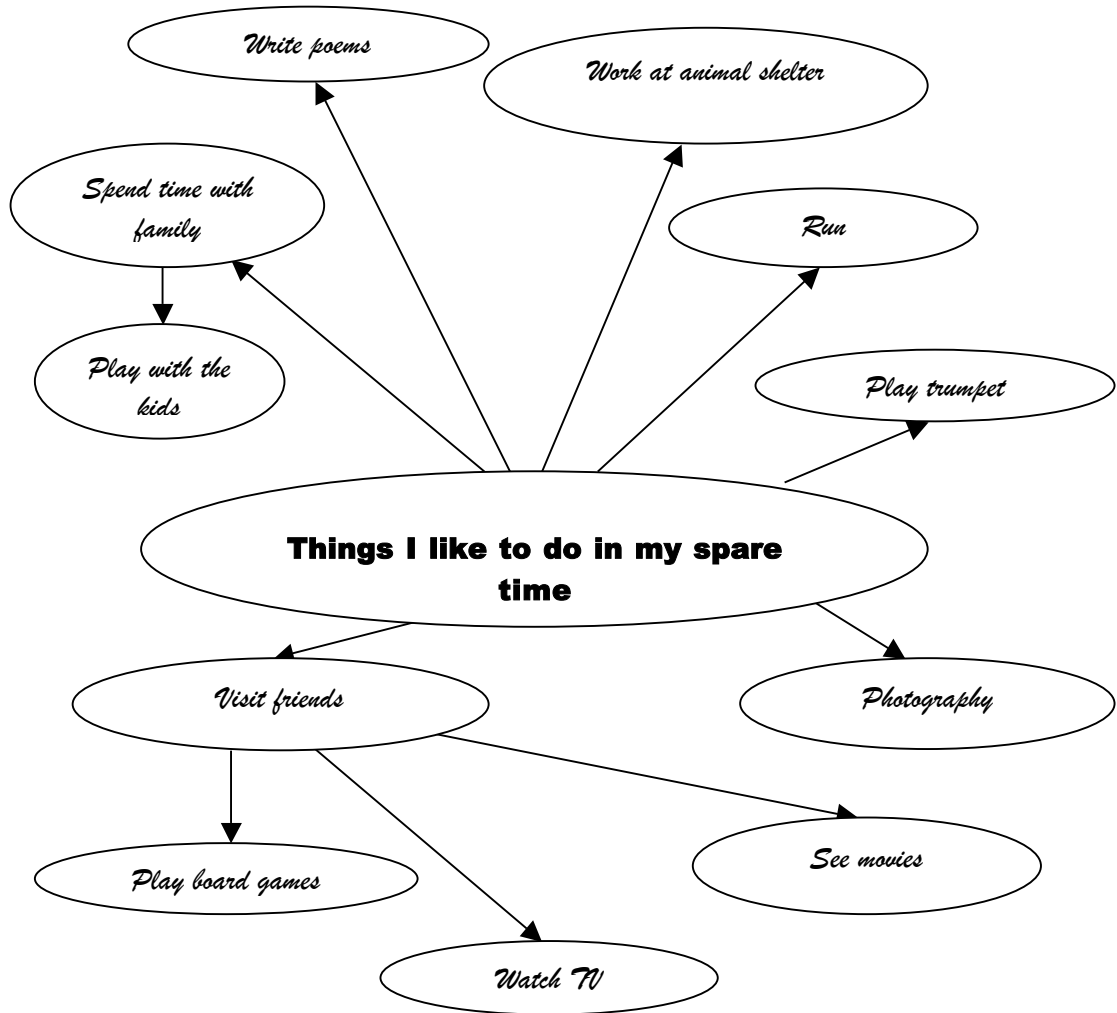 Write poems
Work at animal shelter
Spend time with
family
Run
Play with the
kids
Play trumpet
Things I like to do in my spare
time
Visit friends
Photography
See movies
Play board games
Watch TV